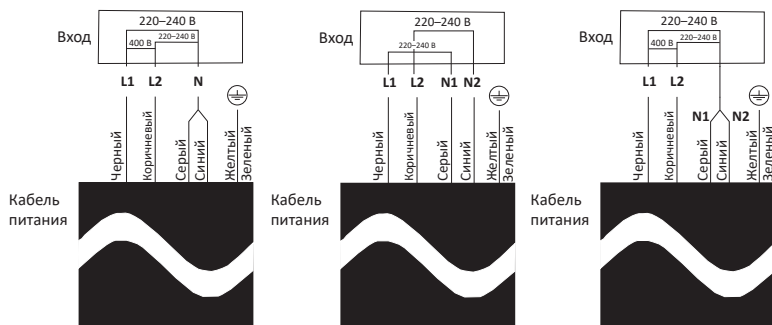 220–240 В
Вход
220–240 В
400 В
L1 L2 N
Черный
Коричневый
Серый
Синий
Желтый
Зеленый
Кабель
питания
220–240 В
Вход
220–240 В
L1 L2 N1 N2
Черный
Коричневый
Серый
Синий
Желтый
Зеленый
Кабель
питания
220–240 В
Вход
220–240 В
400 В
L1 L2
N1 N2
Черный
Коричневый
Серый
Синий
Желтый
Зеленый
Кабель
питания